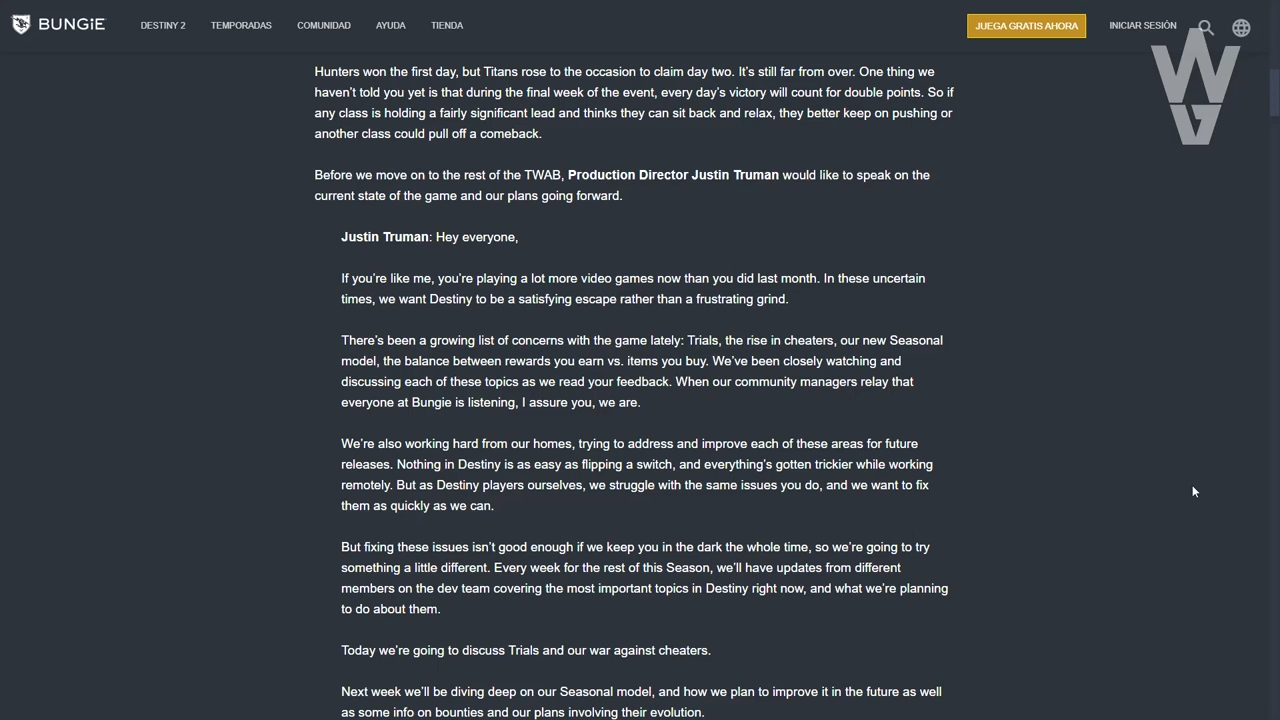 BUNGiE
DESTINY 2
TEMPORADAS
COMUNIDAD
AYUDA
TIENDA
JUEGA GRATIS AHORA
INICIAR SESIÓN
WG
Hunters won the first day, but Titans rose to the occasion to claim day two. It's still far from over. One thing we
haven't told you yet is that during the final week of the event, every day's victory will count for double points. So if
any class is holding a fairly significant lead and thinks they can sit back and relax, they better keep on pushing or
another class could pull off a comeback.
Before we move on to the rest of the TWAB, Production Director Justin Truman would like to speak on the
current state of the game and our plans going forward.
Justin Truman: Hey everyone,
If you're like me, you're playing a lot more video games now than you did last month. In these uncertain
times, we want Destiny to be a satisfying escape rather than a frustrating grind.
There's been a growing list of concerns with the game lately: Trials, the rise in cheaters, our new Seasonal
model, the balance between rewards you earn vs. items you buy. We've been closely watching and
discussing each of these topics as we read your feedback. When our community managers relay that
everyone at Bungie is listening, I assure you, we are.
We're also working hard from our homes, trying to address and improve each of these areas for future
releases. Nothing in Destiny is as easy as flipping a switch, and everything's gotten trickier while working
remotely. But as Destiny players ourselves, we struggle with the same issues you do, and we want to fix
them as quickly as we can.
But fixing these issues isn't good enough if we keep you in the dark the whole time, so we're going to try
something a little different. Every week for the rest of this Season, we'll have updates from different
members on the dev team covering the most important topics in Destiny right now, and what we're planning
to do about them.
Today we're going to discuss Trials and our war against cheaters.
Next week we'll be diving deep on our Seasonal model, and how we plan to improve it in the future as well
as some info on bounties and our plans involving their evolution.